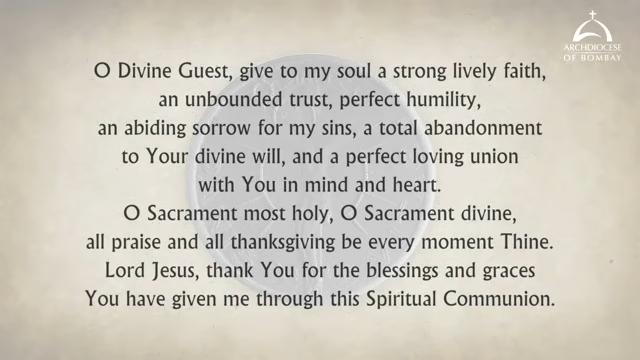 ARCHDIOCESE
OF BOMBAY
O Divine Guest, give to my soul a strong lively faith,
an unbounded trust, perfect humility,
an abiding sorrow for my sins, a total abandonment
to Your divine will, and a perfect loving union
with You in mind and heart.
O Sacrament most holy, O Sacrament divine,
all praise and all thanksgiving be every moment Thine.
Lord Jesus, thank You for the blessings and graces
You have given me through this Spiritual Communion.